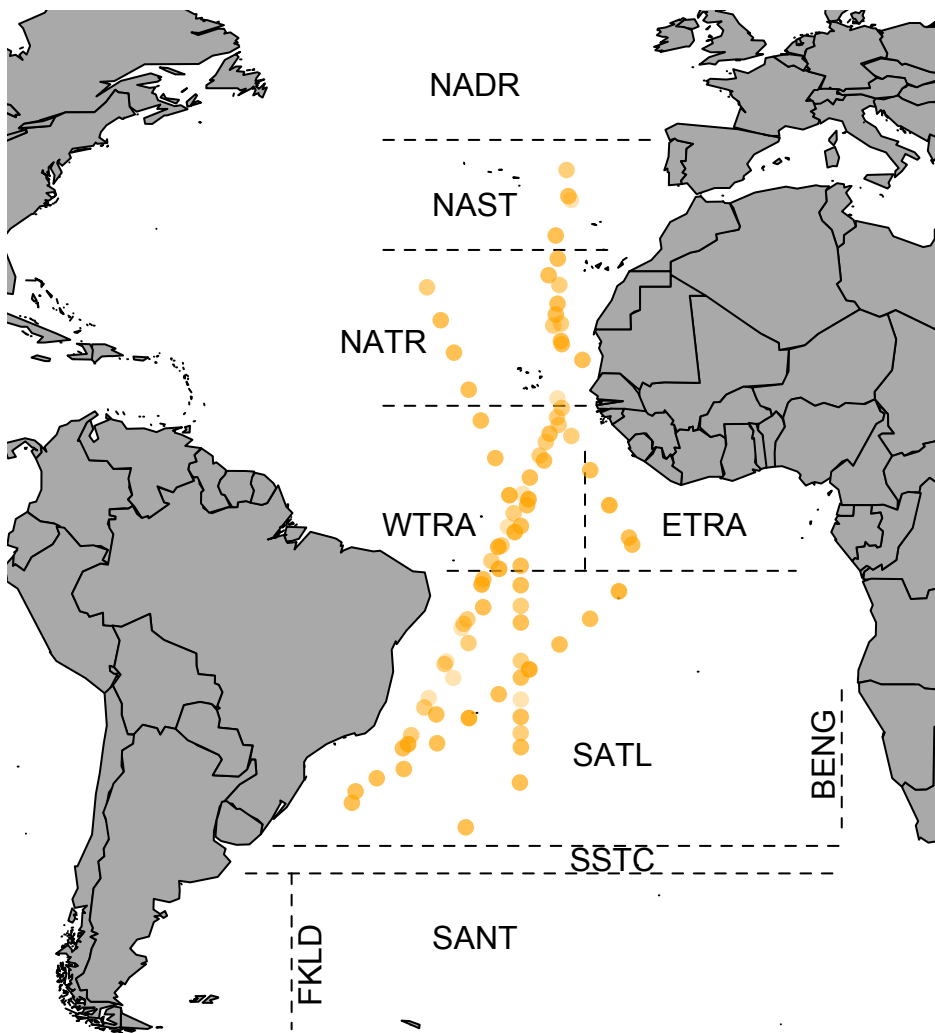 NADR
NAST
NATR
WTRA
ETRA
SATL
BENG
SSTC
SANT
FKLD